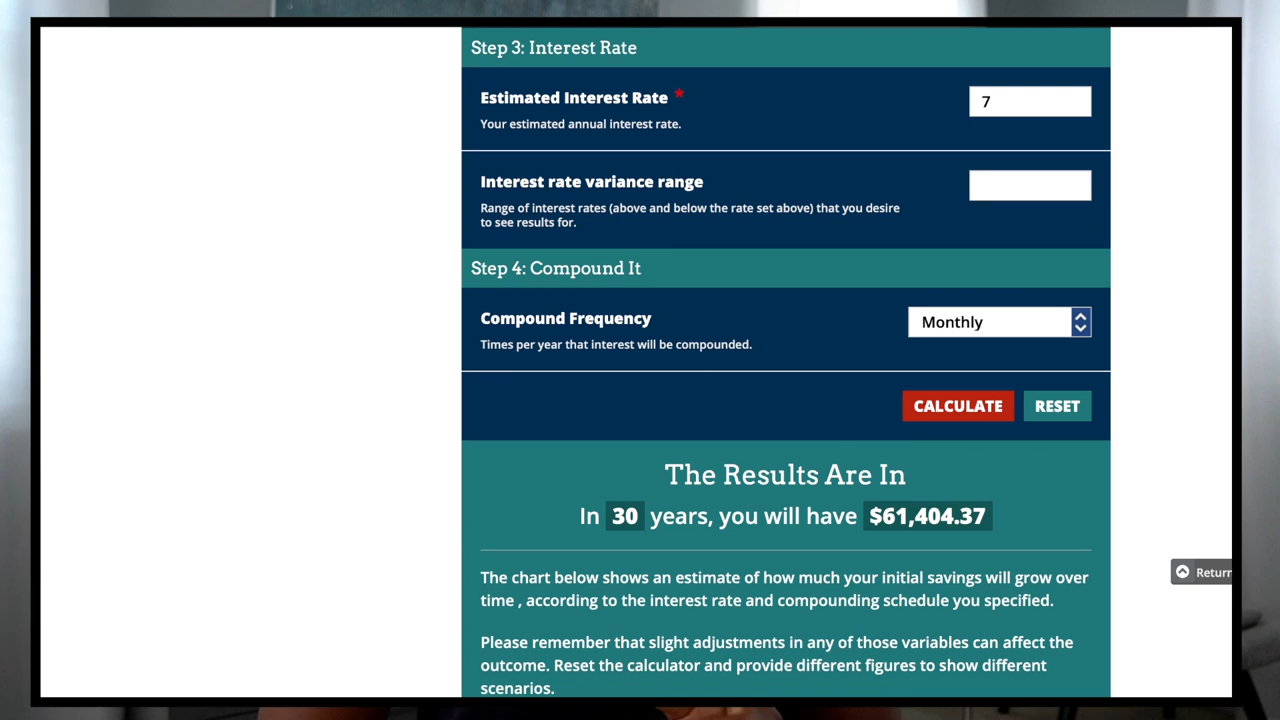 Step 3: Interest Rate
Estimated Interest Rate *
7
Your estimated annual interest rate.
Interest rate variance range
Range of interest rates (above and below the rate set above) that you desire
to see results for.
Step 4: Compound It
Compound Frequency
Monthly
Times per year that interest will be compounded.
CALCULATE
RESET
The Results Are In
In 30 years, you will have $61,404.37
Return
The chart below shows an estimate of how much your initial savings will grow over
time , according to the interest rate and compounding schedule you specified.
Please remember that slight adjustments in any of those variables can affect the
outcome. Reset the calculator and provide different figures to show different
scenarios.